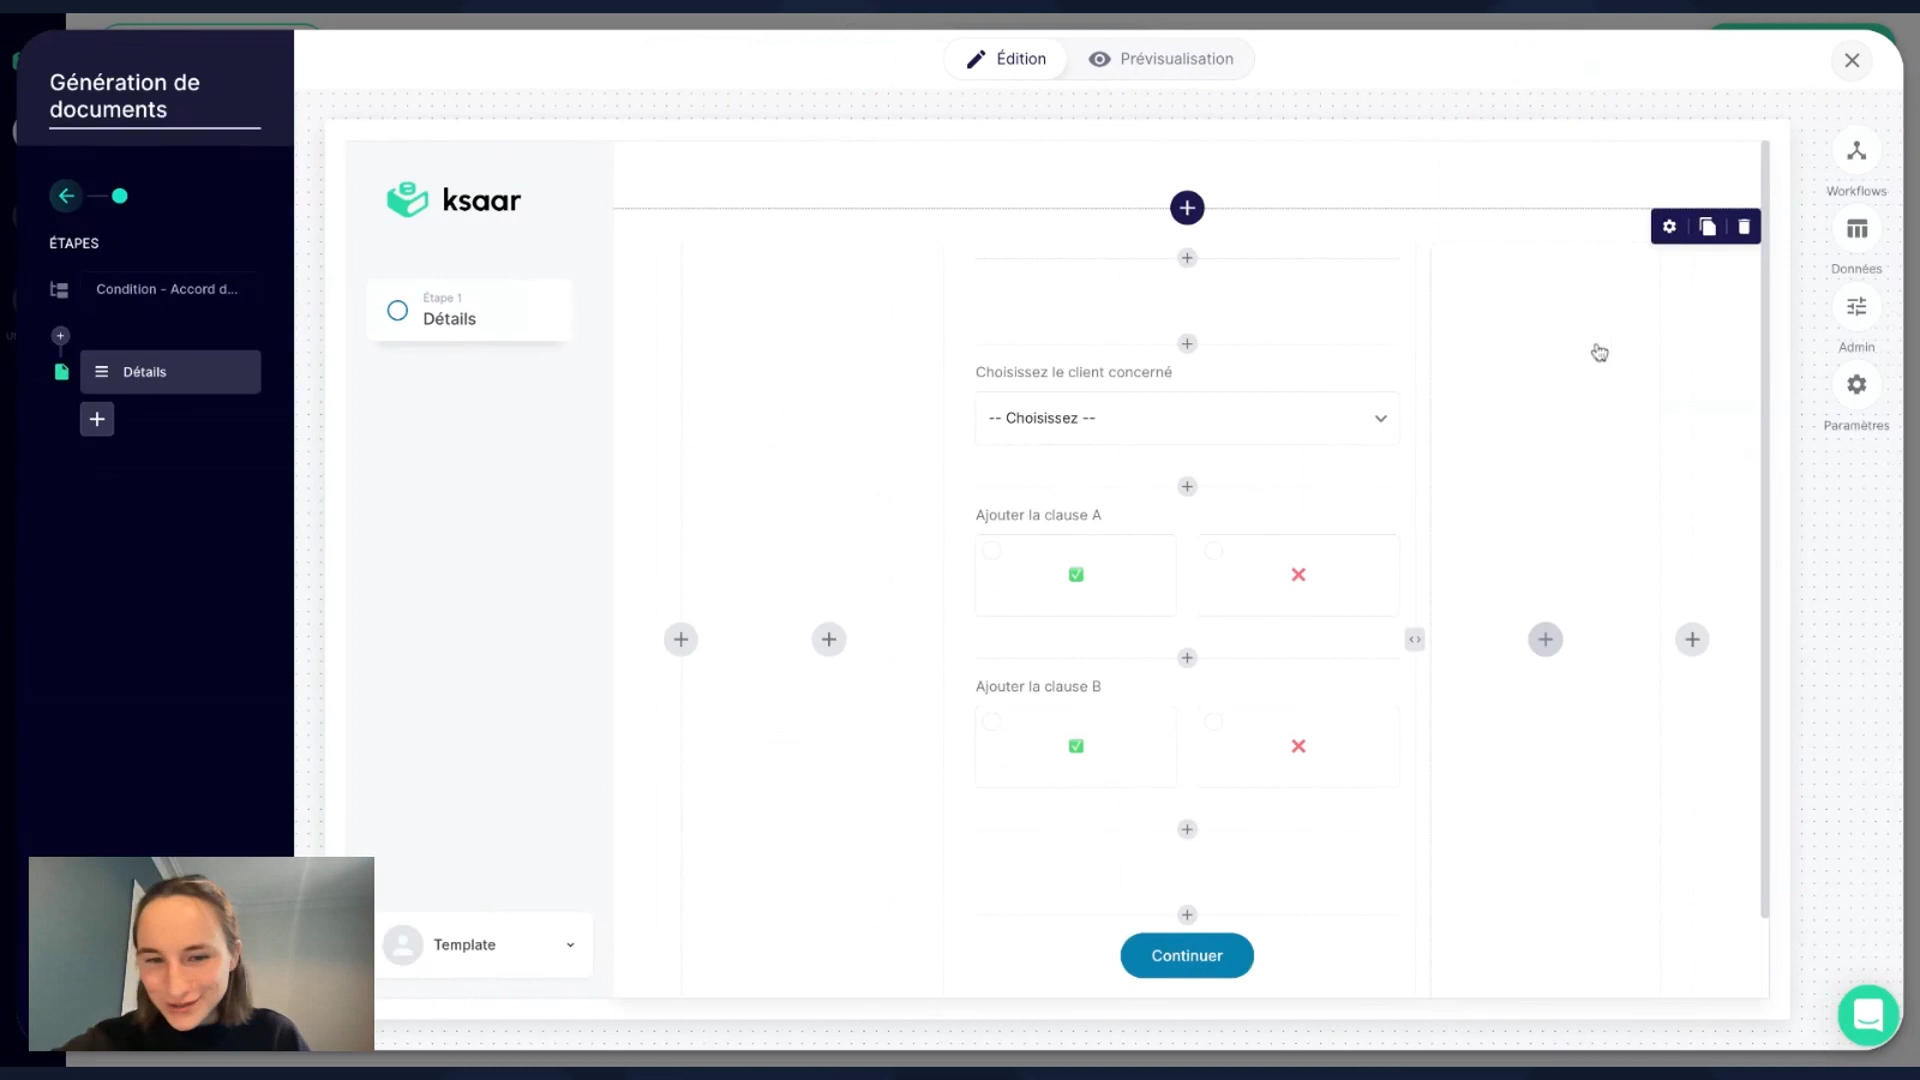 Génération de
documents
ÉTAPES
Condition - Accord d...
Détails
Édition
Prévisualisation
ksaar
Étape 1
Détails
Choisissez le client concerné
-- Choisissez --
Ajouter la clause A
Ajouter la clause B
Continuer
Template
Workflows
Données
Admin
Paramètres